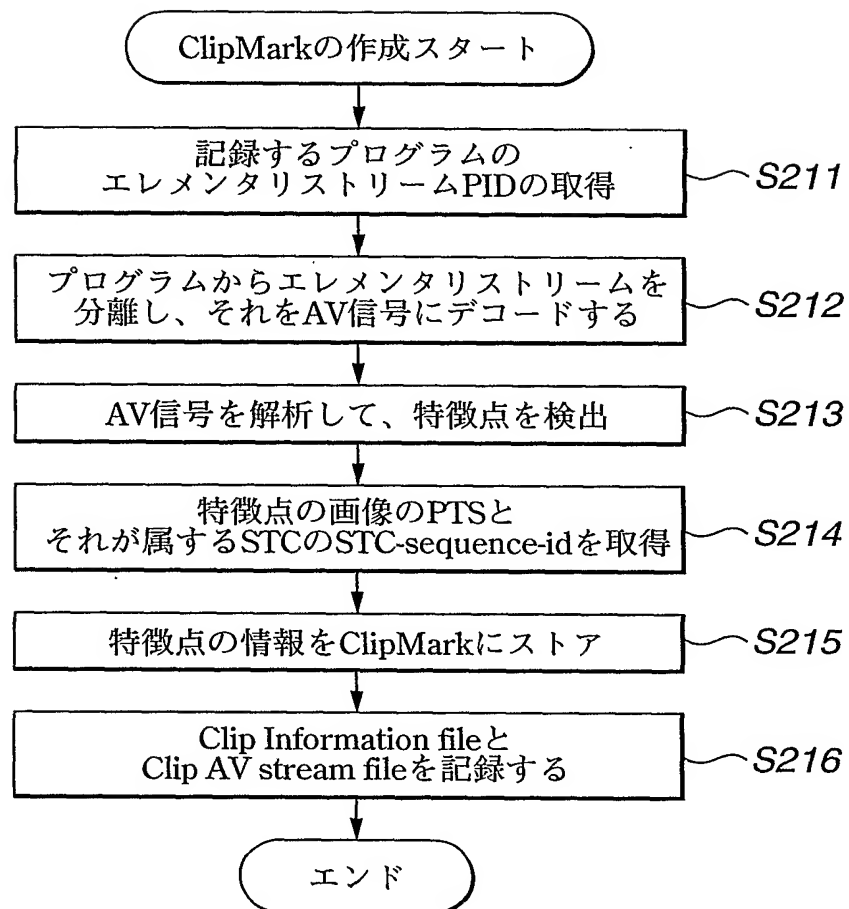 ClipMarkの作成スタート
記録するプログラムの
エレメンタリストリームPIDの取得
S211
プログラムからエレメンタリストリームを
分離し、それをAV信号にデコードする
S212
AV信号を解析して、特徴点を検出
S213
特徴点の画像のPTSと
それが属するSTCのSTC-sequence-idを取得
S214
特徴点の情報をClipMarkにストア
S215
Clip Information fileと
Clip AV stream fileを記録する
S216
エンド